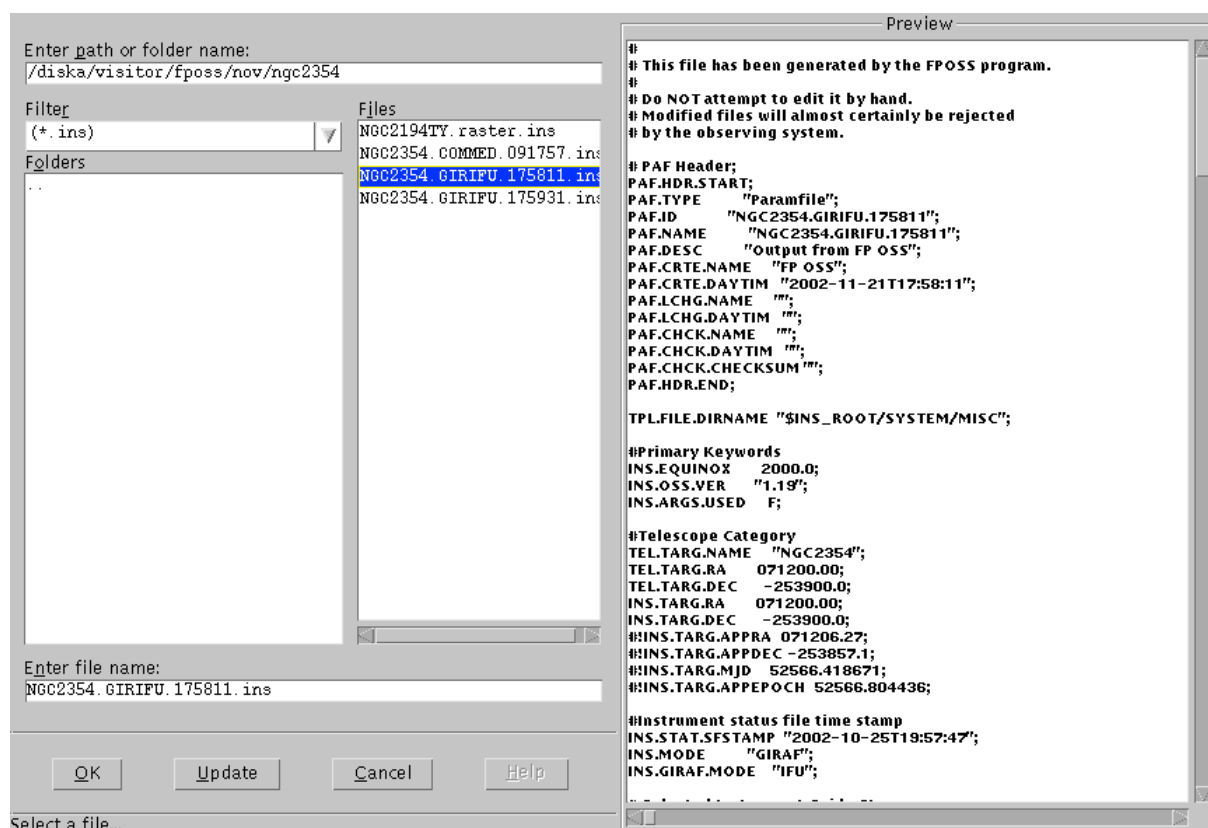 Enter path or folder name:
/diska/visitor/fposs/nov/ngc2354
Filter
(*.ins)
Folders
..
Files
NGC2194TY.raster.ins
NGC2354.COMMED.091757.ins
NGC2354.GIRIFU.175811.ins
NGC2354.GIRIFU.175931.ins
Enter file name:
NGC2354.GIRIFU.175811.ins
OK Update Cancel Help
Select a file...
Preview
#
# This file has been generated by the FPOSS program.
#
# Do NOT attempt to edit it by hand.
# Modified files will almost certainly be rejected
# by the observing system.
# PAF Header;
PAF.HDR.START;
PAF.TYPE "Paramfile";
PAF.ID "NGC2354.GIRIFU.175811";
PAF.NAME "NGC2354.GIRIFU.175811";
PAF.DESC "Output from FP OSS";
PAF.CRTE.NAME "FP OSS";
PAF.CRTE.DAYTIM "2002-11-21T17:58:11";
PAF.LCHG.NAME "";
PAF.LCHG.DAYTIM "";
PAF.CHCK.NAME "";
PAF.CHCK.DAYTIM "";
PAF.CHCK.CHECKSUM "";
PAF.HDR.END;
TPL.FILE.DIRNAME "$INS_ROOT/SYSTEM/MISC";
#Primary Keywords
INS.EQUINOX 2000.0;
INS.OSS.VER "1.19";
INS.ARGS.USED F;
#Telescope Category
TEL.TARG.NAME "NGC2354";
TEL.TARG.RA 071200.00;
TEL.TARG.DEC -253900.0;
INS.TARG.RA 071200.00;
INS.TARG.DEC -253900.0;
#!INS.TARG.APPRA 071206.27;
#!INS.TARG.APPDEC -253857.1;
#!INS.TARG.MJD 52566.418671;
#!INS.TARG.APPEPOCH 52566.804436;
#Instrument status file time stamp
INS.STAT.SFSTAMP "2002-10-25T19:57:47";
INS.MODE "GIRAF";
INS.GIRAF.MODE "IFU";